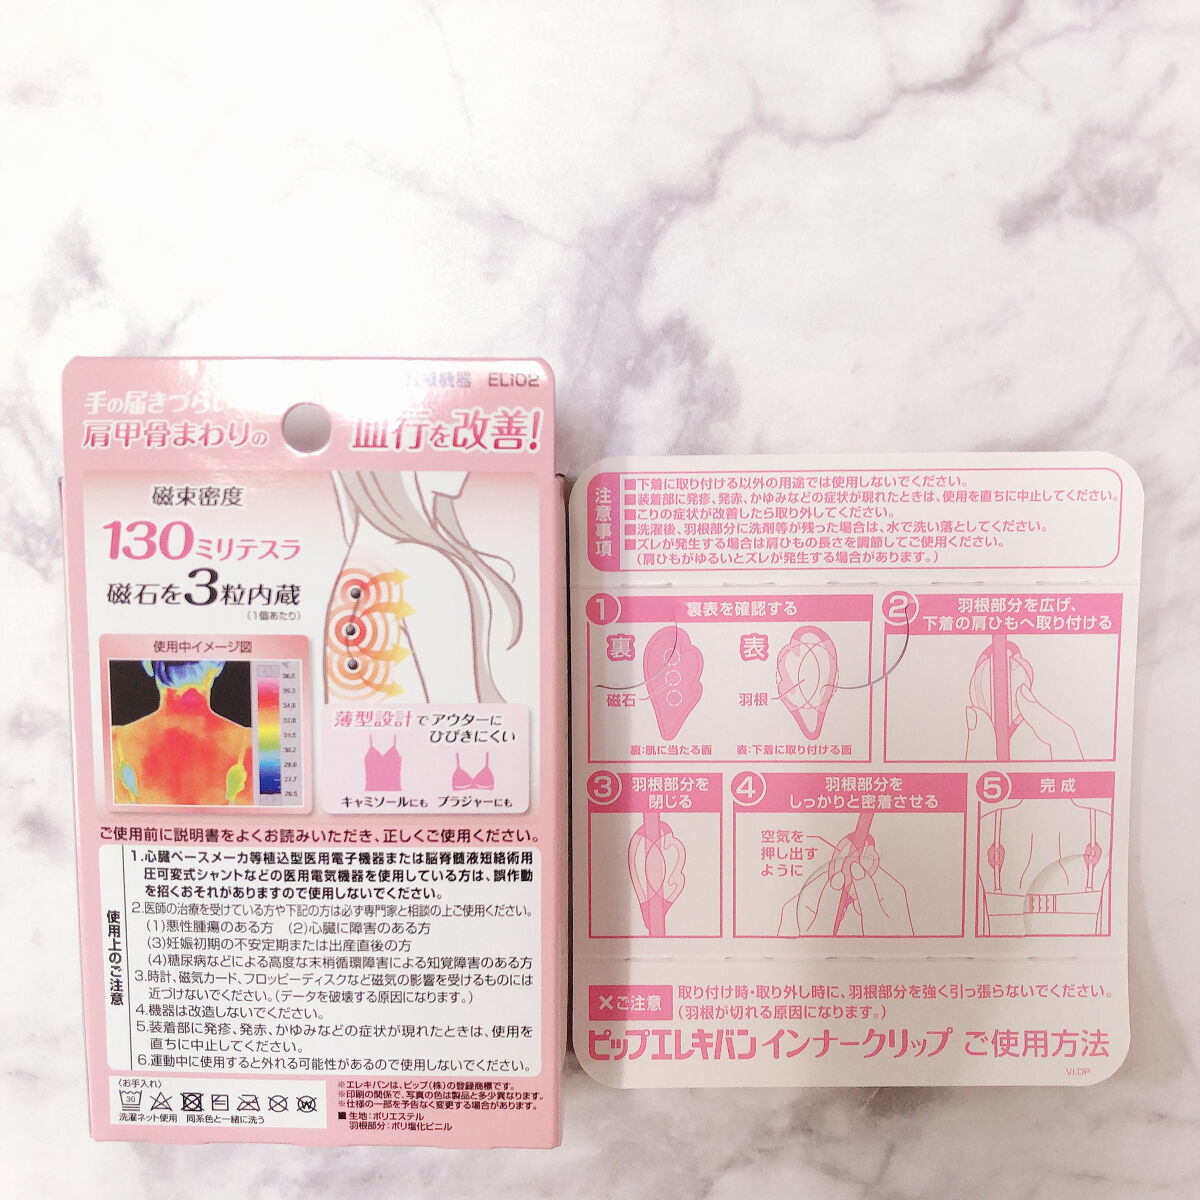 機器 ELI02
手の届きづらい
肩甲骨まわりの
血行を改善!
磁束密度
130ミリテスラ
磁石を3粒内蔵
(1個あたり)
使用中イメージ図
℃
36.5
35.3
34.0
32.8
31.5
30.2
29.0
27.7
26.5
薄型設計でアウターに
ひびきにくい
キャミソールにも ブラジャーにも
ご使用前に説明書をよくお読みいただき、正しくご使用ください。
使用上のご注意
1.心臓ペースメーカ等植込型医用電子機器または脳脊髄液短絡術用
圧可変式シャントなどの医用電気機器を使用している方は、誤作動
を招くおそれがありますので使用しないでください。
2.医師の治療を受けている方や下記の方は必ず専門家と相談の上ご使用ください。
(1)悪性腫瘍のある方 (2)心臓に障害のある方
(3)妊娠初期の不安定期または出産直後の方
(4)糖尿病などによる高度な末梢循環障害による知覚障害のある方
3.時計、磁気カード、フロッピーディスクなど磁気の影響を受けるものには
近づけないでください。(データを破壊する原因になります。)
4.機器は改造しないでください。
5.装着部に発疹、発赤、かゆみなどの症状が現れたときは、使用を
直ちに中止してください。
6.運動中に使用すると外れる可能性があるので使用しないでください。
〈お手入れ〉
30
洗濯ネット使用 同系色と一緒に洗う
※エレキバンは、ピップ(株)の登録商標です。
※印刷の関係で、写真の色は製品と多少異なります。
※仕様の一部を予告なく変更する場合があります。
■生地:ポリエステル
羽根部分:ポリ塩化ビニル
注意事項
■下着に取り付ける以外の用途では使用しないでください。
■装着部に発疹、発赤、かゆみなどの症状が現れたときは、使用を直ちに中止してください。
■こりの症状が改善したら取り外してください。
■洗濯後、羽根部分に洗剤等が残った場合は、水で洗い落としてください。
■ズレが発生する場合は肩ひもの長さを調節してご使用ください。
(肩ひもがゆるいとズレが発生する場合があります。)
① 裏表を確認する
裏
磁石
表
羽根
裏:肌に当たる面 表:下着に取り付ける面
② 羽根部分を広げ、
下着の肩ひもへ取り付ける
③ 羽根部分を
閉じる
④ 羽根部分を
しっかりと密着させる
空気を
押し出す
ように
⑤ 完成
×ご注意
取り付け時・取り外し時に、羽根部分を強く引っ張らないでください。
(羽根が切れる原因になります。)
ピップエレキバン インナークリップ ご使用方法
VLOP